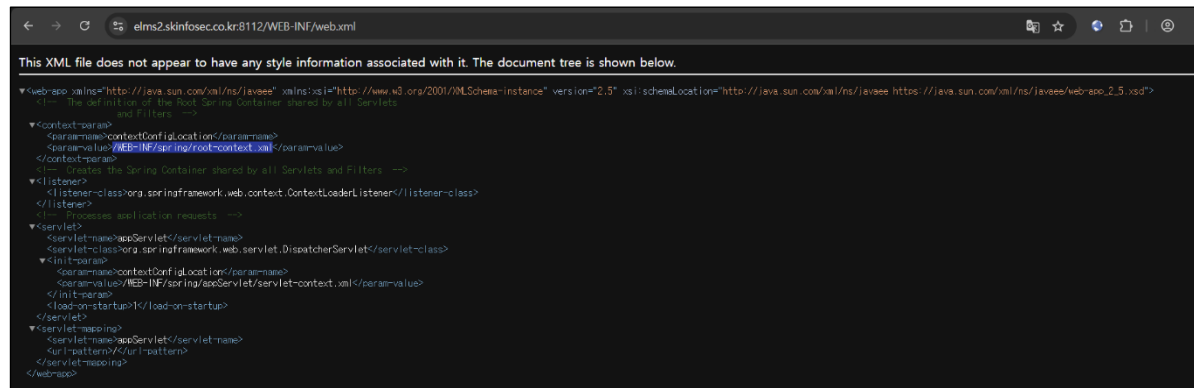 elms2.skinfosec.co.kr:8112/WEB-INF/web.xml
This XML file does not appear to have any style information associated with it. The document tree is shown below.
▼<web-app xmlns="http://java.sun.com/xml/ns/javaee" xmlns:xsi="http://www.w3.org/2001/XMLSchema-instance" version="2.5" xsi:schemaLocation="http://java.sun.com/xml/ns/javaee https://java.sun.com/xml/ns/javaee/web-app_2_5.xsd">
<!-- The definition of the Root Spring Container shared by all Servlets
and Filters -->
▼<context-param>
<param-name>contextConfigLocation</param-name>
<param-value>/WEB-INF/spring/root-context.xml</param-value>
</context-param>
<!-- Creates the Spring Container shared by all Servlets and Filters -->
▼<listener>
<listener-class>org.springframework.web.context.ContextLoaderListener</listener-class>
</listener>
<!-- Processes application requests -->
▼<servlet>
<servlet-name>appServlet</servlet-name>
<servlet-class>org.springframework.web.servlet.DispatcherServlet</servlet-class>
▼<init-param>
<param-name>contextConfigLocation</param-name>
<param-value>/WEB-INF/spring/appServlet/servlet-context.xml</param-value>
</init-param>
<load-on-startup>1</load-on-startup>
</servlet>
▼<servlet-mapping>
<servlet-name>appServlet</servlet-name>
<url-pattern>/</url-pattern>
</servlet-mapping>
</web-app>